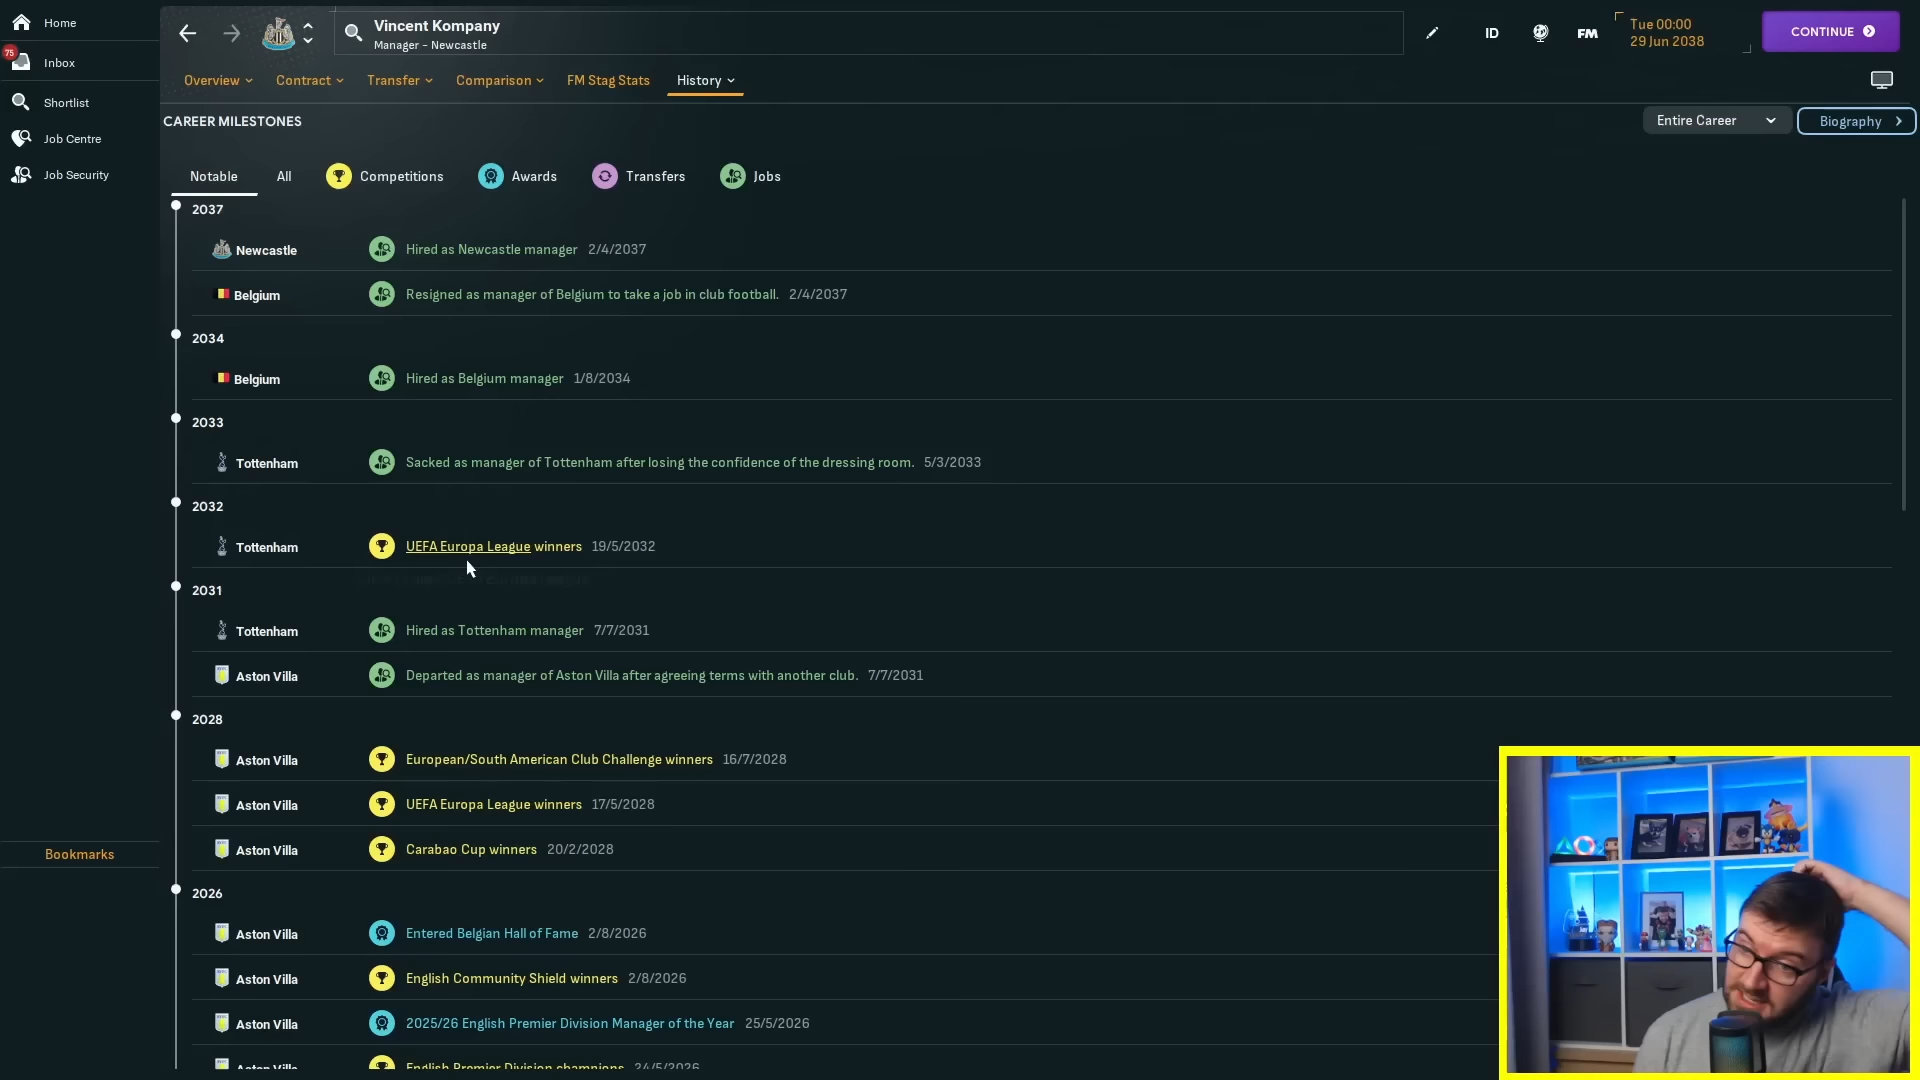 Home
75
Inbox
Shortlist
Job Centre
Job Security
Bookmarks
Vincent Kompany
Manager - Newcastle
ID
FM
Tue 00:00
29 Jun 2038
CONTINUE
Overview
Contract
Transfer
Comparison
FM Stag Stats
History
CAREER MILESTONES
Entire Career
Biography
Notable
All
Competitions
Awards
Transfers
Jobs
2037
Newcastle Hired as Newcastle manager 2/4/2037
Belgium Resigned as manager of Belgium to take a job in club football. 2/4/2037
2034
Belgium Hired as Belgium manager 1/8/2034
2033
Tottenham Sacked as manager of Tottenham after losing the confidence of the dressing room. 5/3/2033
2032
Tottenham UEFA Europa League winners 19/5/2032
2031
Tottenham Hired as Tottenham manager 7/7/2031
Aston Villa Departed as manager of Aston Villa after agreeing terms with another club. 7/7/2031
2028
Aston Villa European/South American Club Challenge winners 16/7/2028
Aston Villa UEFA Europa League winners 17/5/2028
Aston Villa Carabao Cup winners 20/2/2028
2026
Aston Villa Entered Belgian Hall of Fame 2/8/2026
Aston Villa English Community Shield winners 2/8/2026
Aston Villa 2025/26 English Premier Division Manager of the Year 25/5/2026
Aston Villa English Premier Division champions 24/5/2026